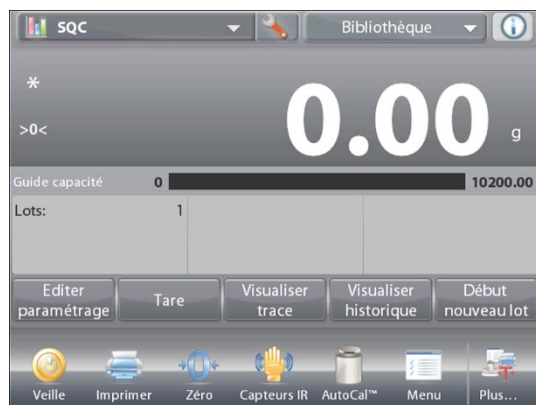 SQC
Bibliothèque
*
>0<
0.00 g
Guide capacité 0 10200.00
Lots: 1
Editer paramétrage
Tare
Visualiser trace
Visualiser historique
Début nouveau lot
Veille
Imprimer
Zéro
Capteurs IR
AutoCal™
Menu
Plus...